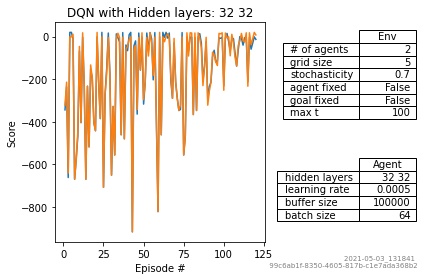 DQN with Hidden layers: 32 32
Score
0
−200
−400
−600
−800
0 25 50 75 100 125
Episode #
Env
# of agents 2
grid size 5
stochasticity 0.7
agent fixed False
goal fixed False
max t 100
Agent
hidden layers 32 32
learning rate 0.0005
buffer size 100000
batch size 64
2021-05-03_131841
99c6ab1f-8350-4605-817b-c1e7ada368b2